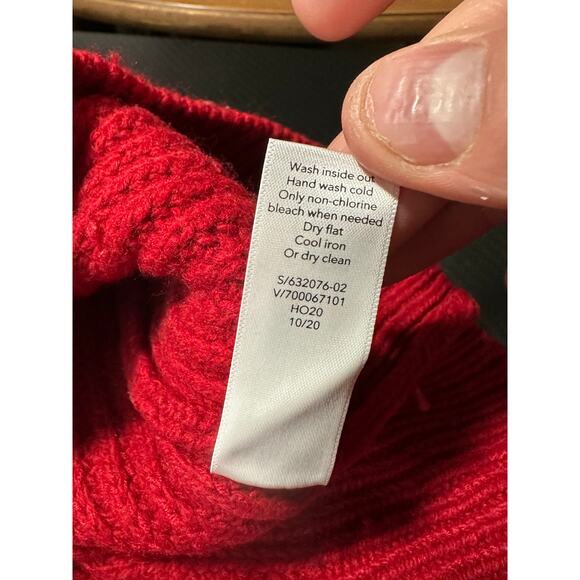 Wash inside out
Hand wash cold
Only non-chlorine
bleach when needed
Dry flat
Cool iron
Or dry clean
S/632076-02
V/700067101
HO20
10/20